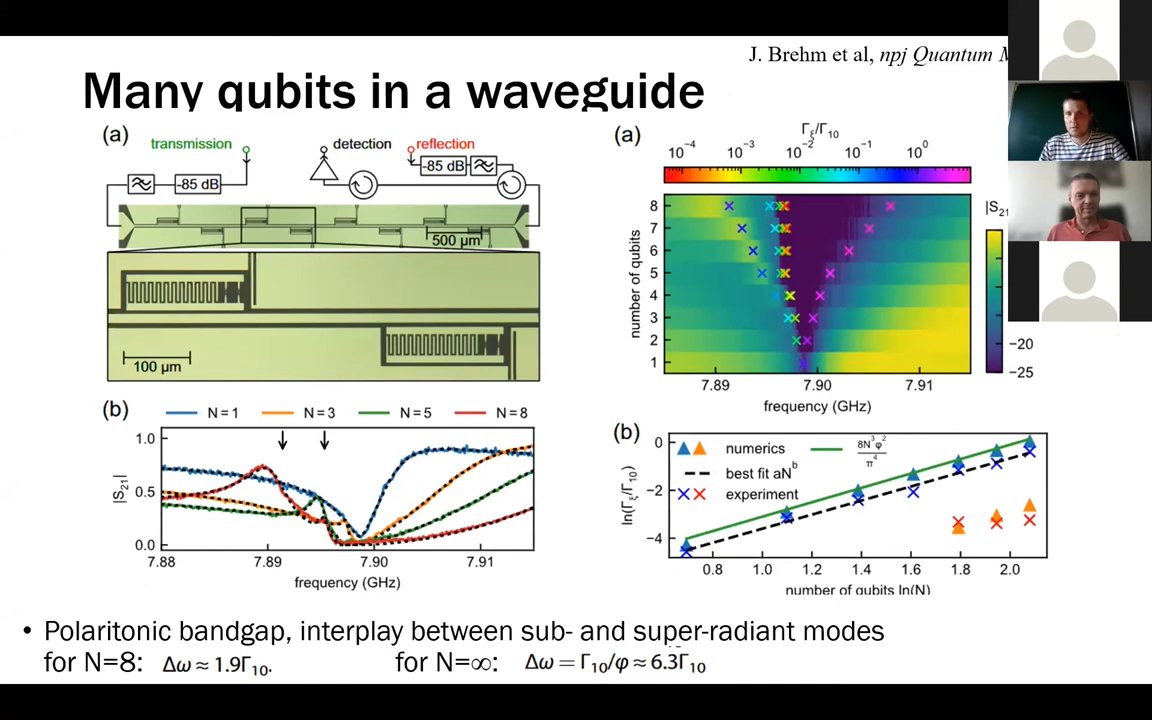 J. Brehm et al, npj Quantum
Many qubits in a waveguide
(a)
transmission
detection
reflection
-85 dB
-85 dB
500 μm
100 μm
(b)
N=1 N=3 N=5 N=8
|S21|
1.0
0.5
0.0
7.88 7.89 7.90 7.91
frequency (GHz)
(a)
Γξ/Γ10
10⁻⁴ 10⁻³ 10⁻² 10⁻¹ 10⁰
number of qubits
8
7
6
5
4
3
2
1
7.89 7.90 7.91
frequency (GHz)
|S21
−20
−25
(b)
ln(Γξ/Γ10)
0
−2
−4
numerics
8N³φ²/π⁴
best fit aNᵇ
experiment
0.8 1.0 1.2 1.4 1.6 1.8 2.0
number of qubits ln(N)
• Polaritonic bandgap, interplay between sub- and super-radiant modes
for N=8: Δω ≈ 1.9Γ10. for N=∞: Δω = Γ10/φ ≈ 6.3Γ10